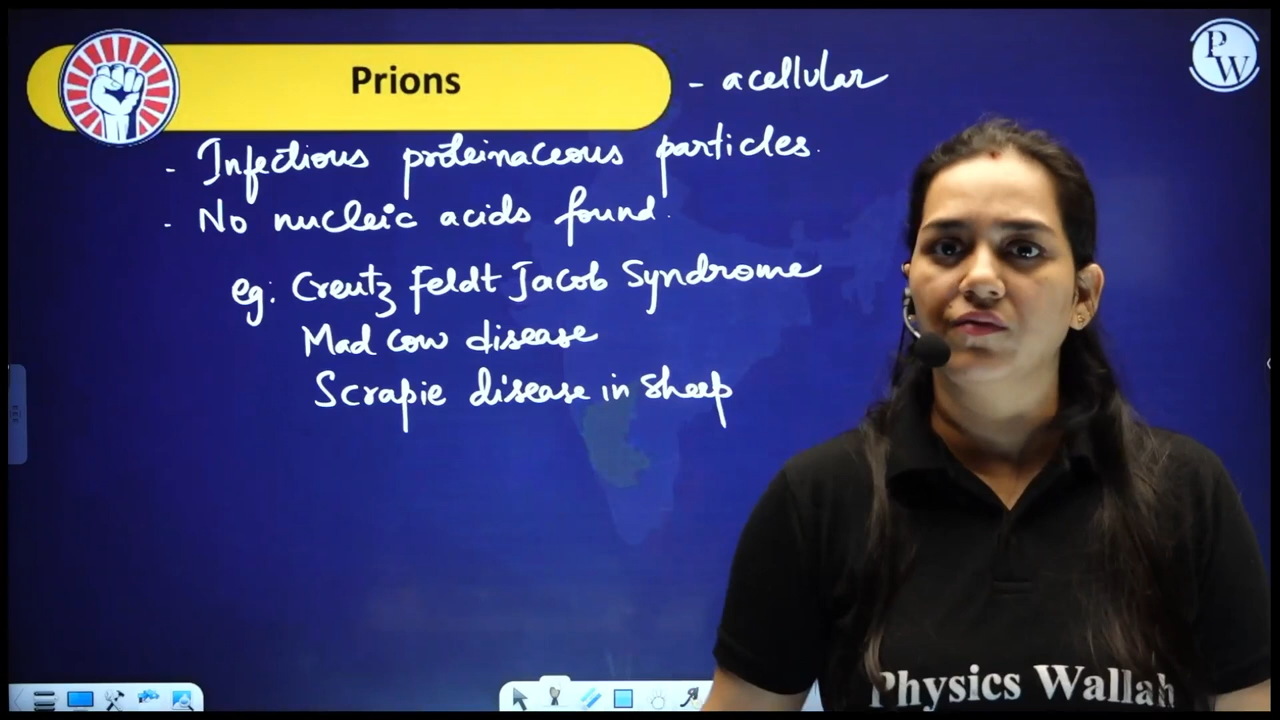 Prions - acellular
PW
- Infectious proteinaceous particles.
- No nucleic acids found.
eg: Creutz feldt Jacob Syndrome
Mad cow disease
Scrapie disease in sheep
Physics Wallah